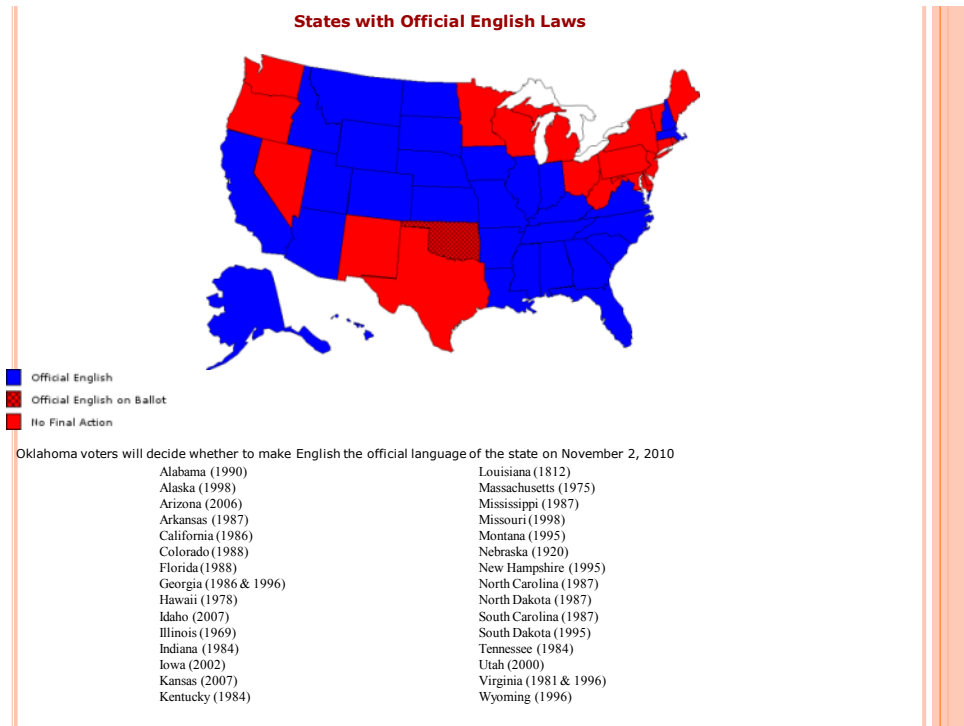 States with Official English Laws
Official English
Official English on Ballot
No Final Action
Oklahoma voters will decide whether to make English the official language of the state on November 2, 2010
Alabama (1990)
Alaska (1998)
Arizona (2006)
Arkansas (1987)
California (1986)
Colorado (1988)
Florida (1988)
Georgia (1986 & 1996)
Hawaii (1978)
Idaho (2007)
Illinois (1969)
Indiana (1984)
Iowa (2002)
Kansas (2007)
Kentucky (1984)
Louisiana (1812)
Massachusetts (1975)
Mississippi (1987)
Missouri (1998)
Montana (1995)
Nebraska (1920)
New Hampshire (1995)
North Carolina (1987)
North Dakota (1987)
South Carolina (1987)
South Dakota (1995)
Tennessee (1984)
Utah (2000)
Virginia (1981 & 1996)
Wyoming (1996)